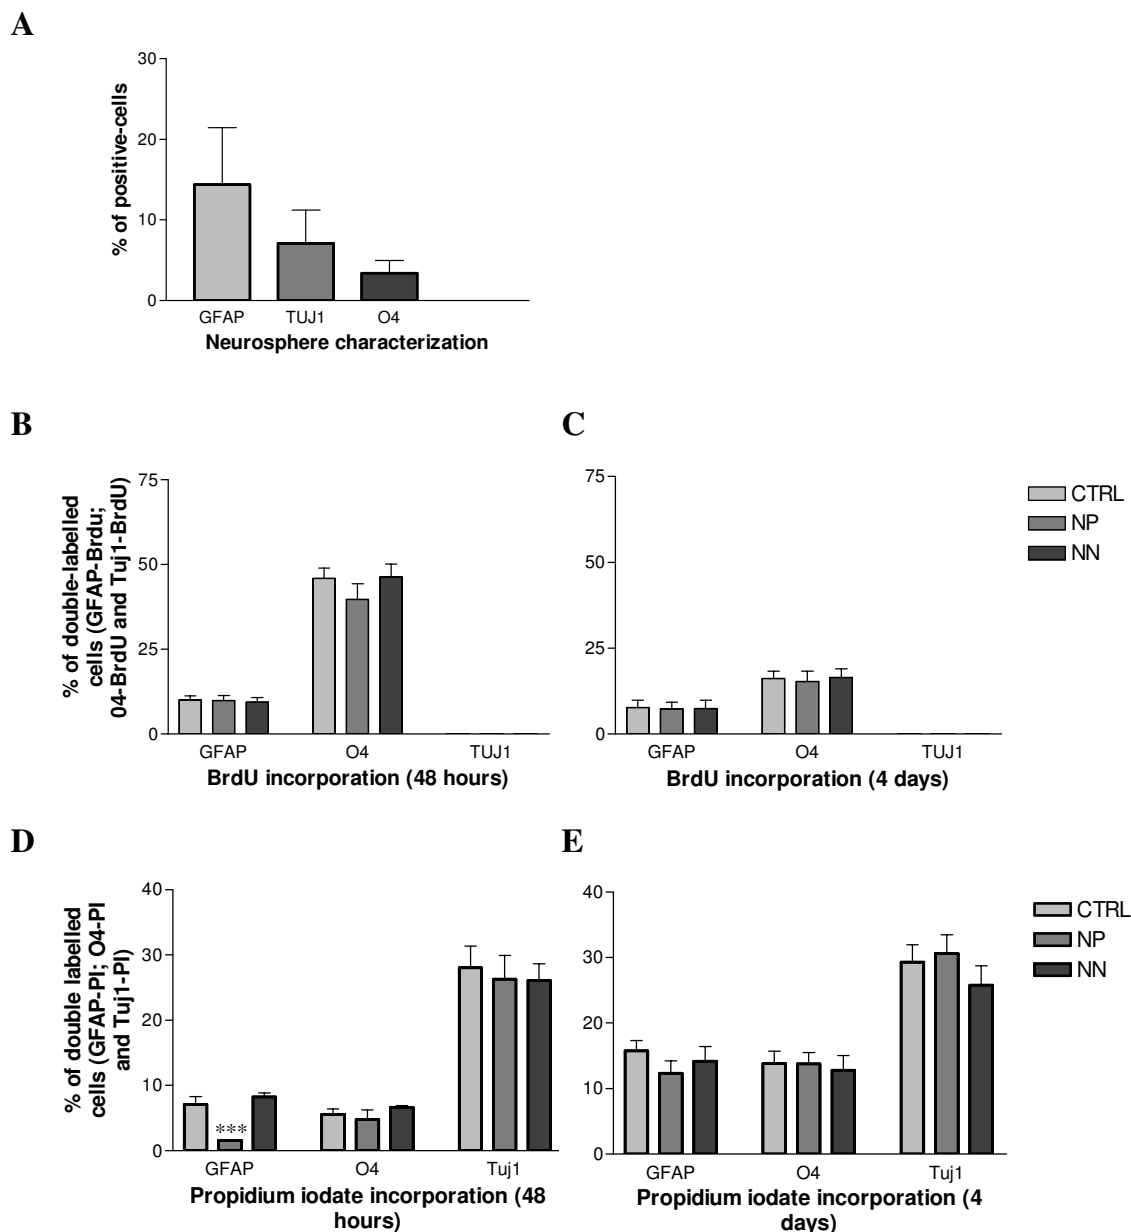 A
% of positive-cells
30
20
10
0
GFAP
TUJ1
O4
Neurosphere characterization
B
% of double-labelled
cells (GFAP-Brdu;
04-BrdU and Tuj1-BrdU)
75
50
25
0
GFAP
O4
TUJ1
BrdU incorporation (48 hours)
C
75
50
25
0
GFAP
O4
TUJ1
BrdU incorporation (4 days)
CTRL
NP
NN
D
% of double labelled
cells (GFAP-PI; O4-PI
and Tuj1-PI)
40
30
20
10
0
***
GFAP
O4
Tuj1
Propidium iodate incorporation (48
hours)
E
40
30
20
10
0
GFAP
O4
Tuj1
Propidium iodate incorporation (4
days)
CTRL
NP
NN